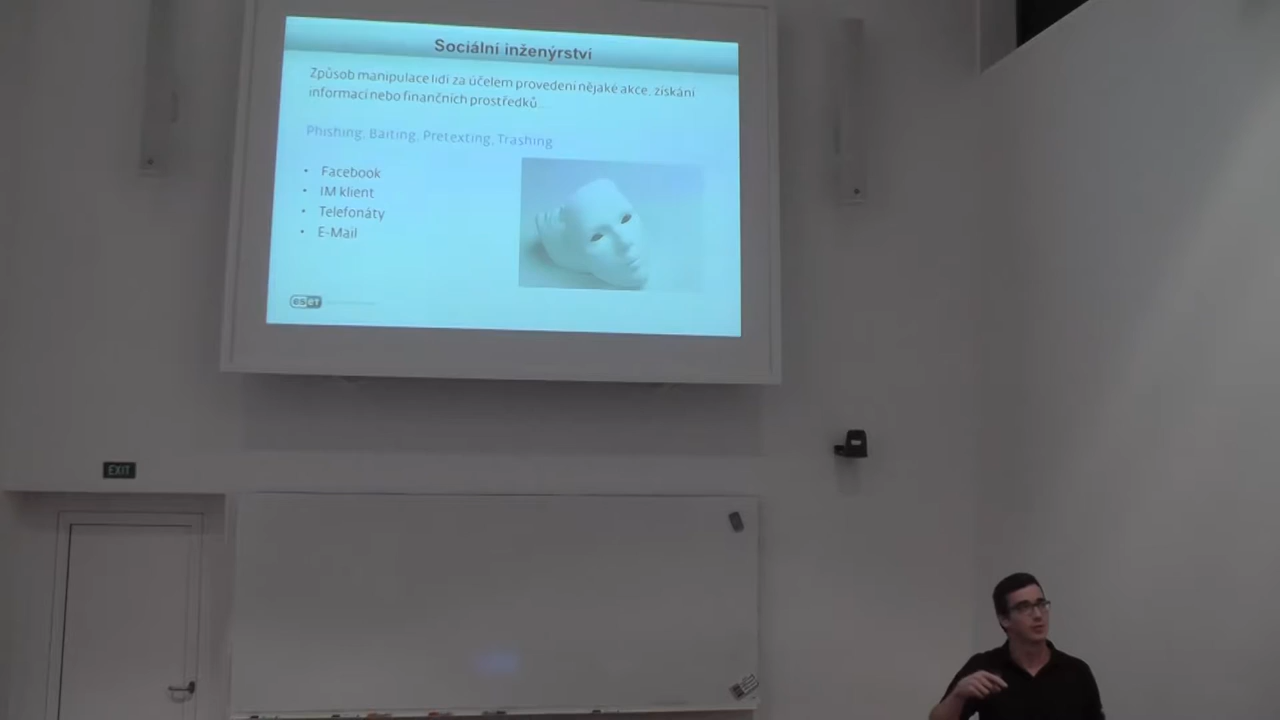 Sociální inženýrství
Způsob manipulace lidí za účelem provedení nějaké akce, získání
informací nebo finančních prostředků...
Phishing, Baiting, Pretexting, Trashing
• Facebook
• IM klient
• Telefonáty
• E-Mail
eseT
EXIT